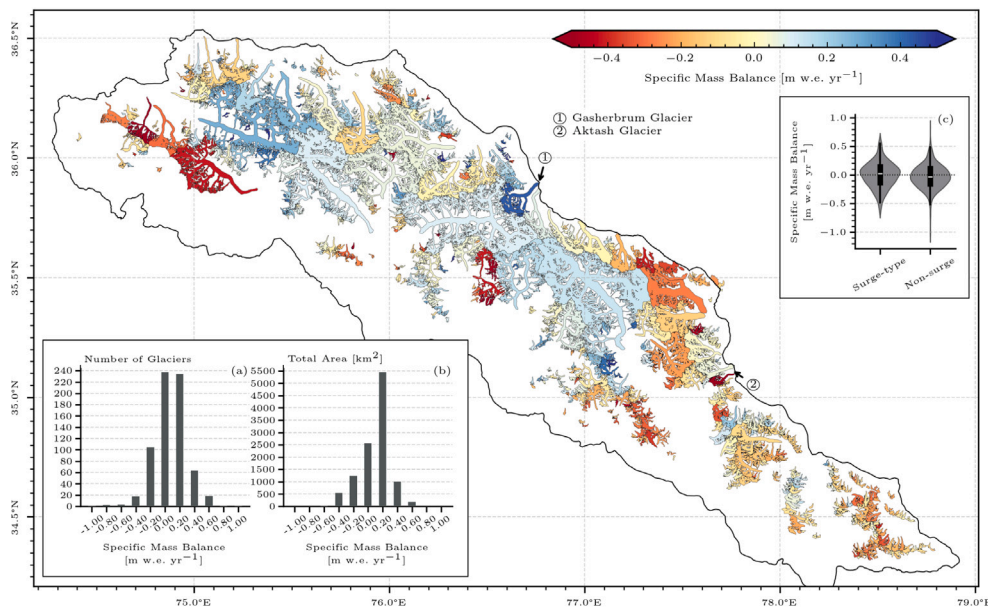 36.5°N
36.0°N
35.5°N
35.0°N
34.5°N
75.0°E
76.0°E
77.0°E
78.0°E
79.0°E
−0.4
−0.2
0.0
0.2
0.4
Specific Mass Balance [m w.e. yr−1]
① Gasherbrum Glacier
② Aktash Glacier
①
②
(c)
1.0
0.5
0.0
−0.5
−1.0
Specific Mass Balance
[m w.e. yr−1]
Surge-type
Non-surge
Number of Glaciers
(a)
240
220
200
180
160
140
120
100
80
60
40
20
0
-1.00
-0.80
-0.60
-0.40
-0.20
0.00
0.20
0.40
0.60
0.80
1.00
Specific Mass Balance
[m w.e. yr−1]
Total Area [km2]
(b)
5500
5000
4500
4000
3500
3000
2500
2000
1500
1000
500
0
-1.00
-0.80
-0.60
-0.40
-0.20
0.00
0.20
0.40
0.60
0.80
1.00
Specific Mass Balance
[m w.e. yr−1]